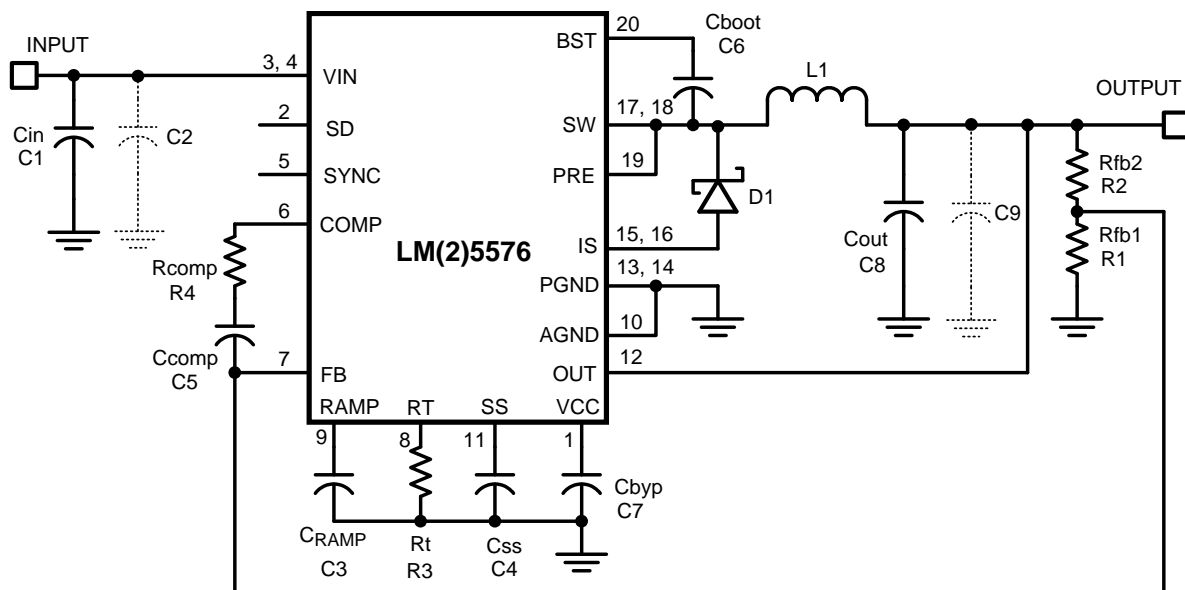 INPUT
3, 4
VIN
Cin
C1
C2
2
SD
5
SYNC
6
COMP
Rcomp
R4
Ccomp
C5
7
FB
LM(2)5576
BST
20
Cboot
C6
17, 18
SW
19
PRE
D1
15, 16
IS
13, 14
PGND
10
AGND
12
OUT
L1
OUTPUT
Cout
C8
C9
Rfb2
R2
Rfb1
R1
RAMP
RT
SS
VCC
9
8
11
1
CRAMP
C3
Rt
R3
Css
C4
Cbyp
C7